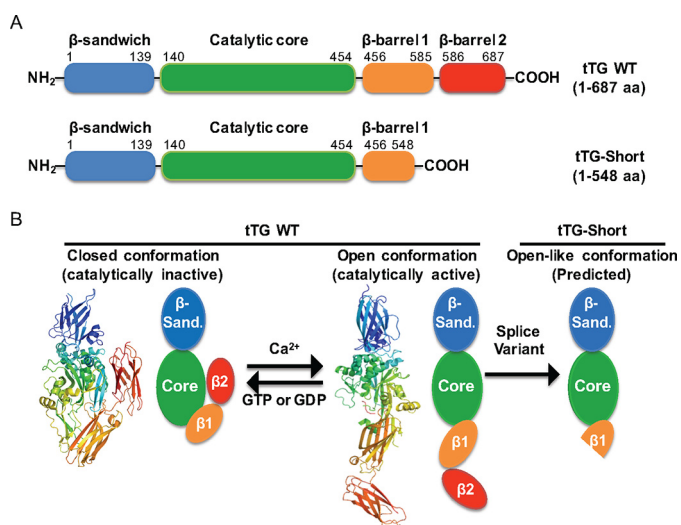 A
β-sandwich Catalytic core β-barrel 1 β-barrel 2
1 139 140 454 456 585 586 687
NH2 COOH tTG WT
(1-687 aa)
β-sandwich Catalytic core β-barrel 1
1 139 140 454 456 548
NH2 COOH tTG-Short
(1-548 aa)
B
tTG WT tTG-Short
Closed conformation
(catalytically inactive)
Open conformation
(catalytically active)
Open-like conformation
(Predicted)
β-
Sand.
Core
β2
β1
Ca2+
GTP or GDP
β-
Sand.
Core
β1
β2
Splice
Variant
β-
Sand.
Core
β1